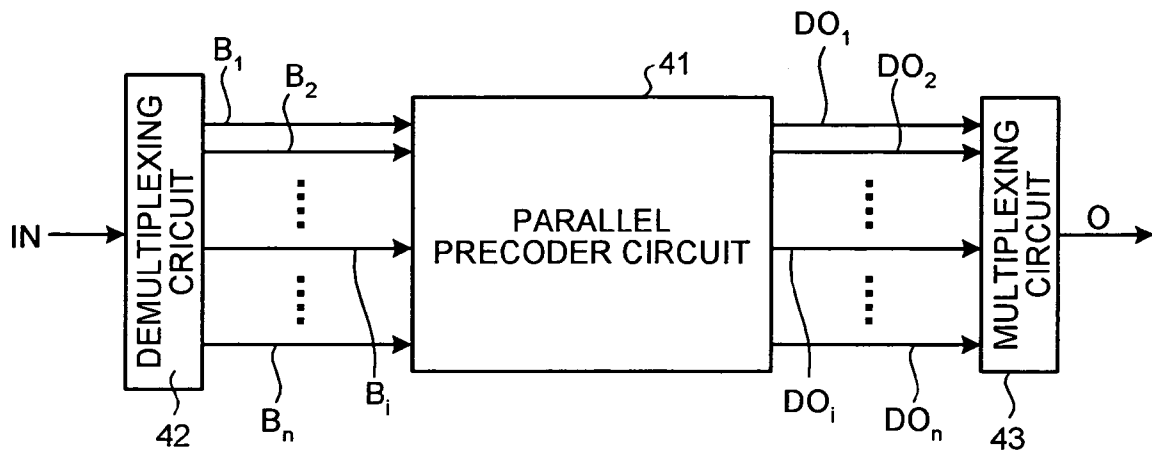 B1
B2
41
DO1
DO2
DEMULTIPLEXING
CRICUIT
IN
PARALLEL
PRECODER CIRCUIT
MULTIPLEXING
CIRCUIT
O
42
Bn
Bi
DOi
DOn
43